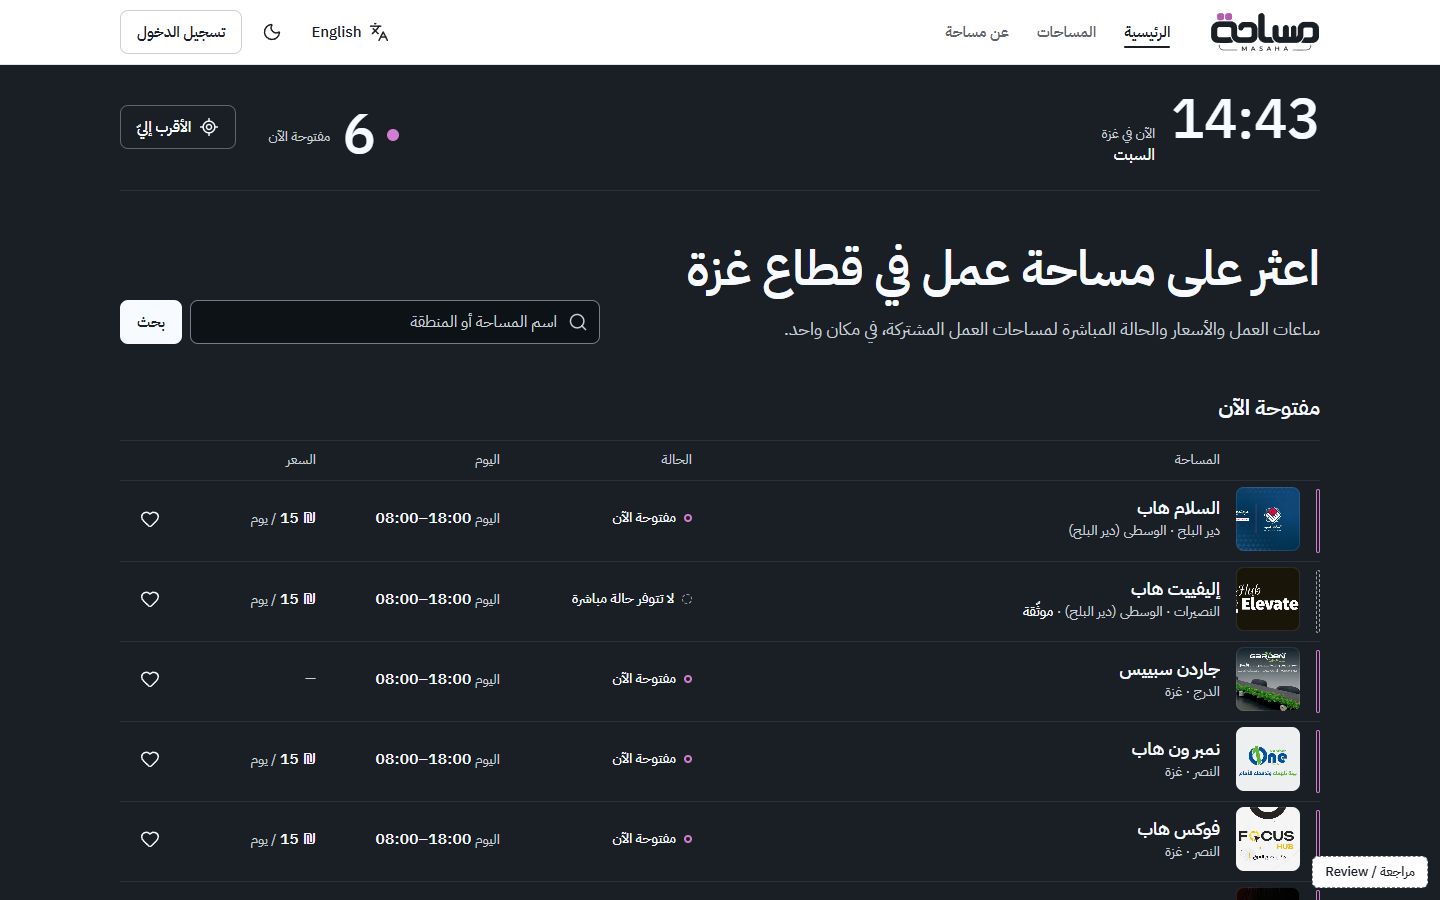 مساحة
MASAHA
الرئيسية
المساحات
عن مساحة
English
تسجيل الدخول
14:43
الآن في غزة
السبت
6
مفتوحة الآن
الأقرب إليّ
اعثر على مساحة عمل في قطاع غزة
ساعات العمل والأسعار والحالة المباشرة لمساحات العمل المشتركة، في مكان واحد.
اسم المساحة أو المنطقة
بحث
مفتوحة الآن
المساحة الحالة اليوم السعر
السلام هاب
دير البلح · الوسطى (دير البلح)
مفتوحة الآن
اليوم 08:00–18:00
₪ 15 / يوم
Hub
Elevate
إليفييت هاب
النصيرات · الوسطى (دير البلح) · موثّقة
لا تتوفر حالة مباشرة
اليوم 08:00–18:00
₪ 15 / يوم
GARDEN
جاردن سبييس
الدرج · غزة
مفتوحة الآن
اليوم 08:00–18:00
—
One
نمبر ون هاب
النصر · غزة
مفتوحة الآن
اليوم 08:00–18:00
₪ 15 / يوم
FOCUS
HUB
فوكس هاب
النصر · غزة
مفتوحة الآن
اليوم 08:00–18:00
₪ 15 / يوم
مراجعة / Review